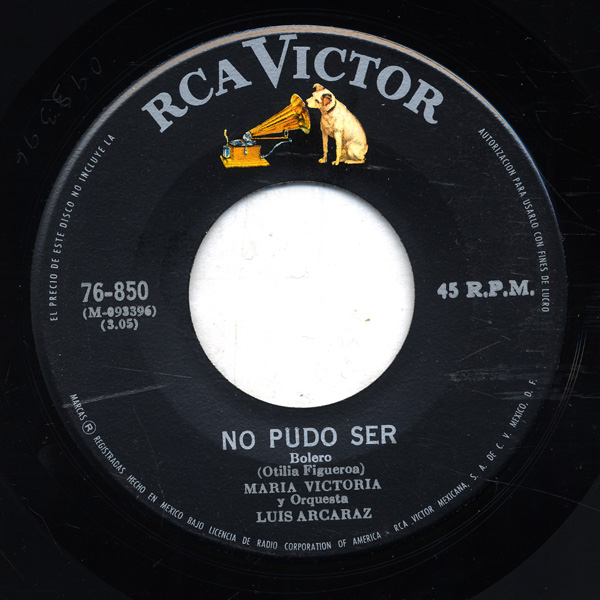 RCA VICTOR
EL PRECIO DE ESTE DISCO NO INCLUYE LA
AUTORIZACION PARA USARLO CON FINES DE LUCRO
76-850
(M-093396)
(3.05)
45 R.P.M.
NO PUDO SER
Bolero
(Otilia Figueroa)
MARIA VICTORIA
y Orquesta
LUIS ARCARAZ
MARCAS ® REGISTRADAS HECHO EN MEXICO BAJO LICENCIA DE RADIO CORPORATION OF AMERICA - RCA VICTOR MEXICANA, S. A. DE C. V. MEXICO, D. F.